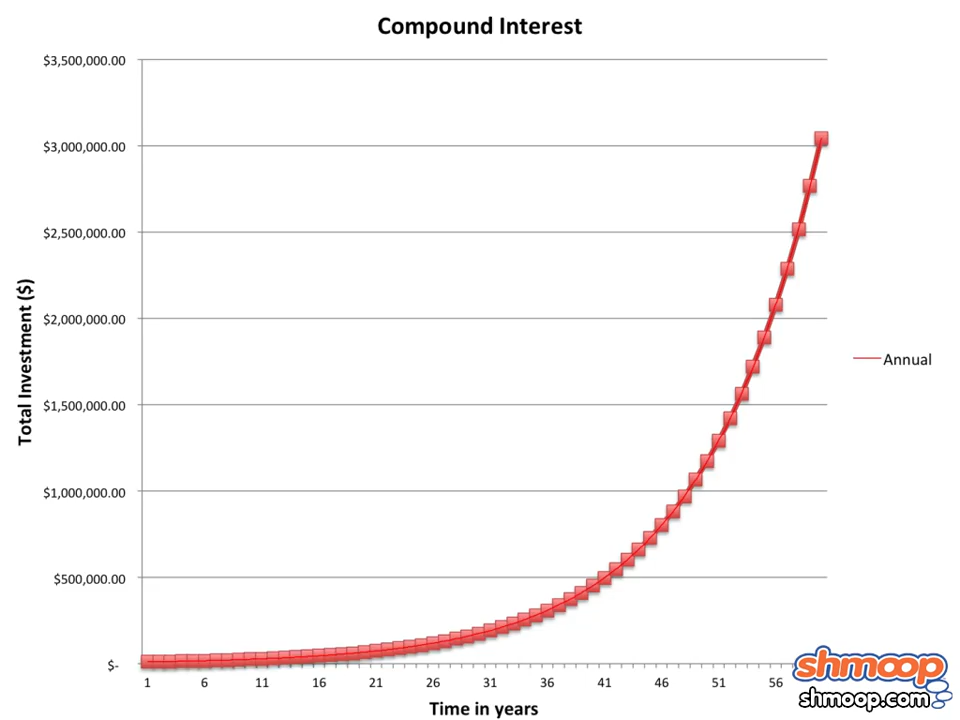 Compound Interest
$3,500,000.00
$3,000,000.00
$2,500,000.00
$2,000,000.00
$1,500,000.00
$1,000,000.00
$500,000.00
$-
Total Investment ($)
Annual
1 6 11 16 21 26 31 36 41 46 51 56
Time in years
shmoop
shmoop.com